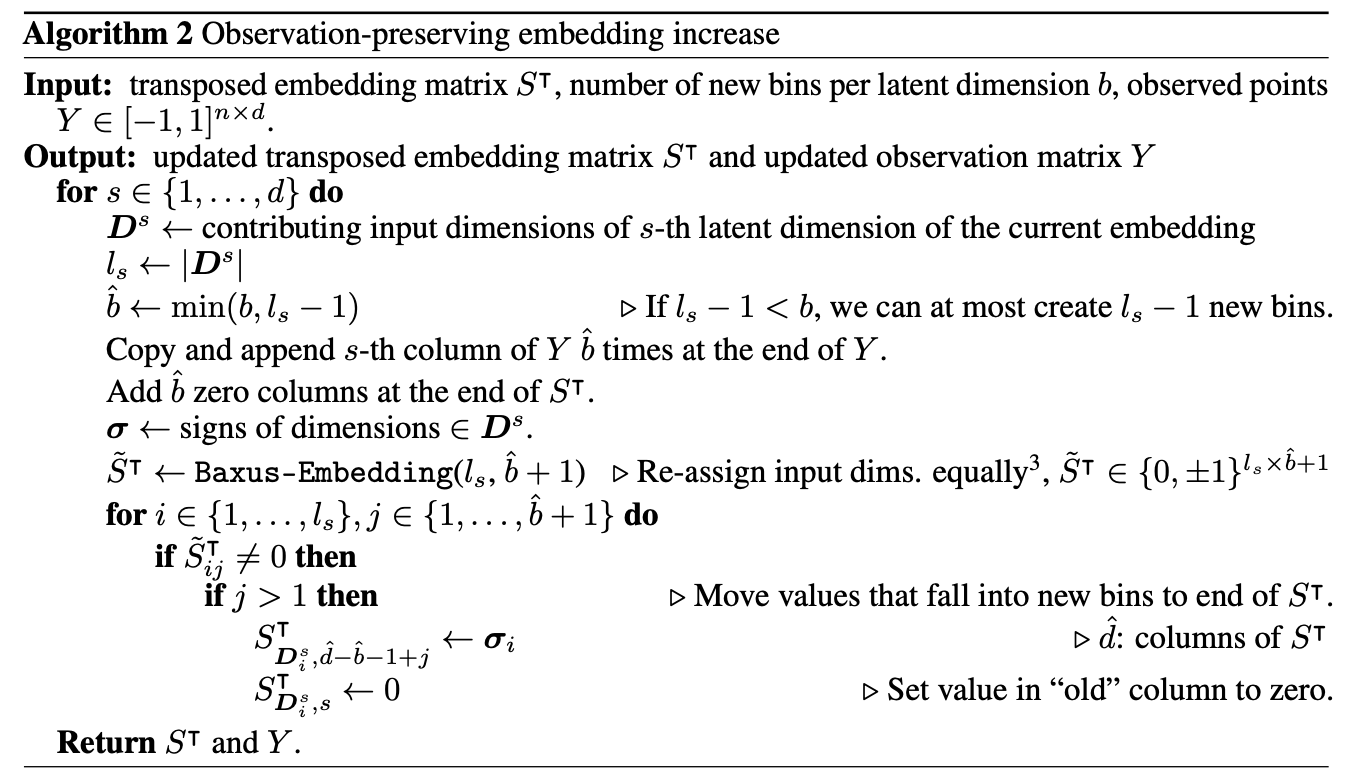 Algorithm 2 Observation-preserving embedding increase
Input: transposed embedding matrix $S^\intercal$, number of new bins per latent dimension $b$, observed points
$Y \in [-1, 1]^{n \times d}$.
Output: updated transposed embedding matrix $S^\intercal$ and updated observation matrix $Y$
for $s \in \{1, \ldots, d\}$ do
$\boldsymbol{D}^s \leftarrow$ contributing input dimensions of $s$-th latent dimension of the current embedding
$l_s \leftarrow |\boldsymbol{D}^s|$
$\hat{b} \leftarrow \min(b, l_s - 1)$ ▷ If $l_s - 1 < b$, we can at most create $l_s - 1$ new bins.
Copy and append $s$-th column of $Y$ $\hat{b}$ times at the end of $Y$.
Add $\hat{b}$ zero columns at the end of $S^\intercal$.
$\boldsymbol{\sigma} \leftarrow$ signs of dimensions $\in \boldsymbol{D}^s$.
$\tilde{S}^\intercal \leftarrow$ Baxus-Embedding$(l_s, \hat{b} + 1)$ ▷ Re-assign input dims. equally$^3$, $\tilde{S}^\intercal \in \{0, \pm 1\}^{l_s \times \hat{b}+1}$
for $i \in \{1, \ldots, l_s\}, j \in \{1, \ldots, \hat{b} + 1\}$ do
if $\tilde{S}^\intercal_{ij} \neq 0$ then
if $j > 1$ then ▷ Move values that fall into new bins to end of $S^\intercal$.
$S^\intercal_{\boldsymbol{D}^s_i, \hat{d}-\hat{b}-1+j} \leftarrow \boldsymbol{\sigma}_i$ ▷ $\hat{d}$: columns of $S^\intercal$
$S^\intercal_{\boldsymbol{D}^s_i, s} \leftarrow 0$ ▷ Set value in “old” column to zero.
Return $S^\intercal$ and $Y$.